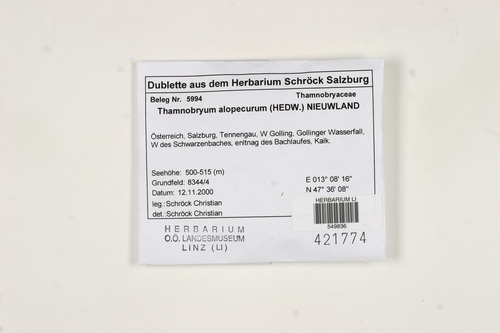 Dublette aus dem Herbarium Schröck Salzburg
Beleg Nr. 5994 Thamnobryaceae
Thamnobryum alopecurum (HEDW.) NIEUWLAND
Österreich, Salzburg, Tennengau, W Golling, Gollinger Wasserfall,
W des Schwarzenbaches, enltnag des Bachlaufes, Kalk.
Seehöhe: 500-515 (m)
Grundfeld: 8344/4
Datum: 12.11.2000
leg.:Schröck Christian
det.:Schröck Christian
E 013° 08' 16"
N 47° 36' 08"
HERBARIUM LI
549836
HERBARIUM
O.Ö. LANDESMUSEUM
LINZ (LI)
421774